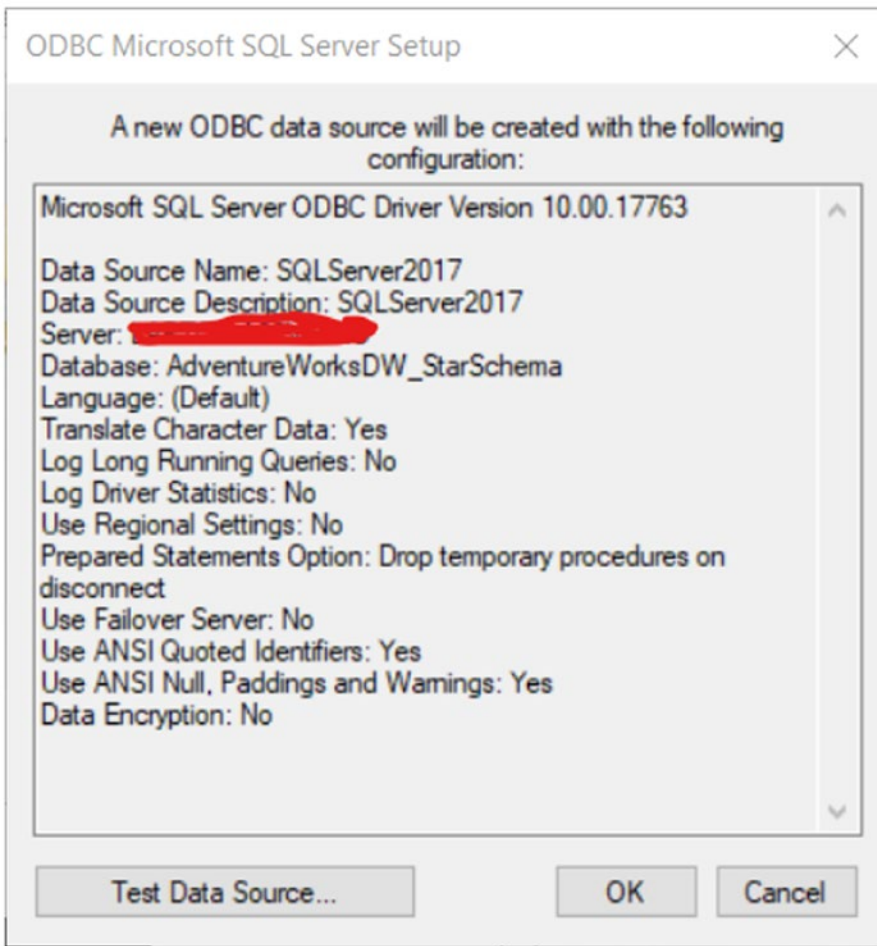 ODBC Microsoft SQL Server Setup
A new ODBC data source will be created with the following
configuration:
Microsoft SQL Server ODBC Driver Version 10.00.17763
Data Source Name: SQLServer2017
Data Source Description: SQLServer2017
Server:
Database: AdventureWorksDW_StarSchema
Language: (Default)
Translate Character Data: Yes
Log Long Running Queries: No
Log Driver Statistics: No
Use Regional Settings: No
Prepared Statements Option: Drop temporary procedures on
disconnect
Use Failover Server: No
Use ANSI Quoted Identifiers: Yes
Use ANSI Null, Paddings and Warnings: Yes
Data Encryption: No
Test Data Source... OK Cancel